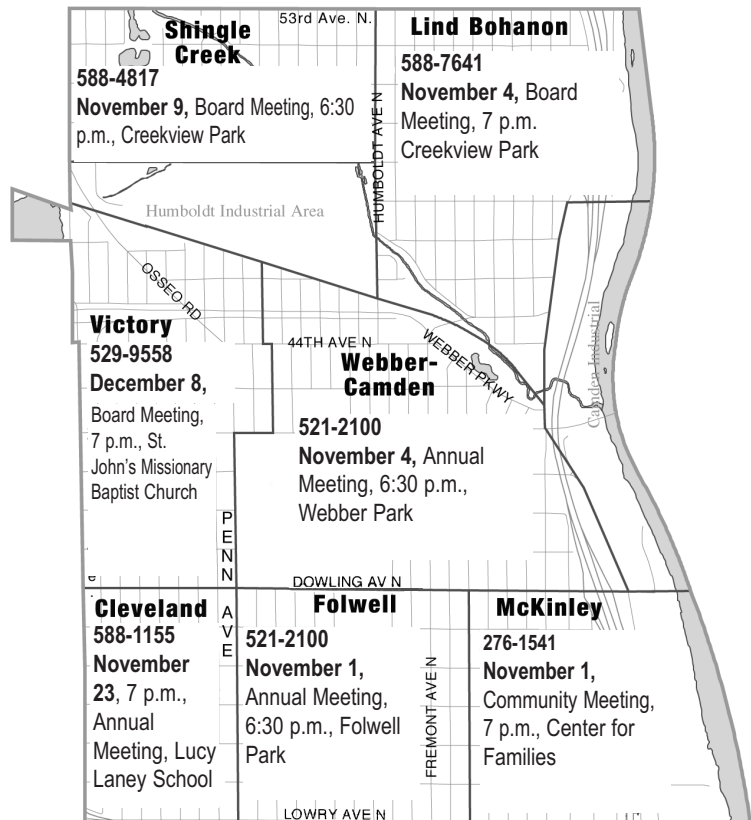 53rd Ave. N.
Shingle
Creek
588-4817
November 9, Board Meeting, 6:30
p.m., Creekview Park
Lind Bohanon
588-7641
November 4, Board
Meeting, 7 p.m.
Creekview Park
HUMBOLDT AVE N
Humboldt Industrial Area
OSSEO RD
Victory
529-9558
December 8,
Board Meeting,
7 p.m., St.
John's Missionary
Baptist Church
44TH AVE N
WEBBER PKWY
Webber-
Camden
521-2100
November 4, Annual
Meeting, 6:30 p.m.,
Webber Park
Camden Industrial
PENN AVE
DOWLING AV N
Cleveland
588-1155
November
23, 7 p.m.,
Annual
Meeting, Lucy
Laney School
Folwell
521-2100
November 1,
Annual Meeting,
6:30 p.m., Folwell
Park
FREMONT AVE N
McKinley
276-1541
November 1,
Community Meeting,
7 p.m., Center for
Families
LOWRY AVE N